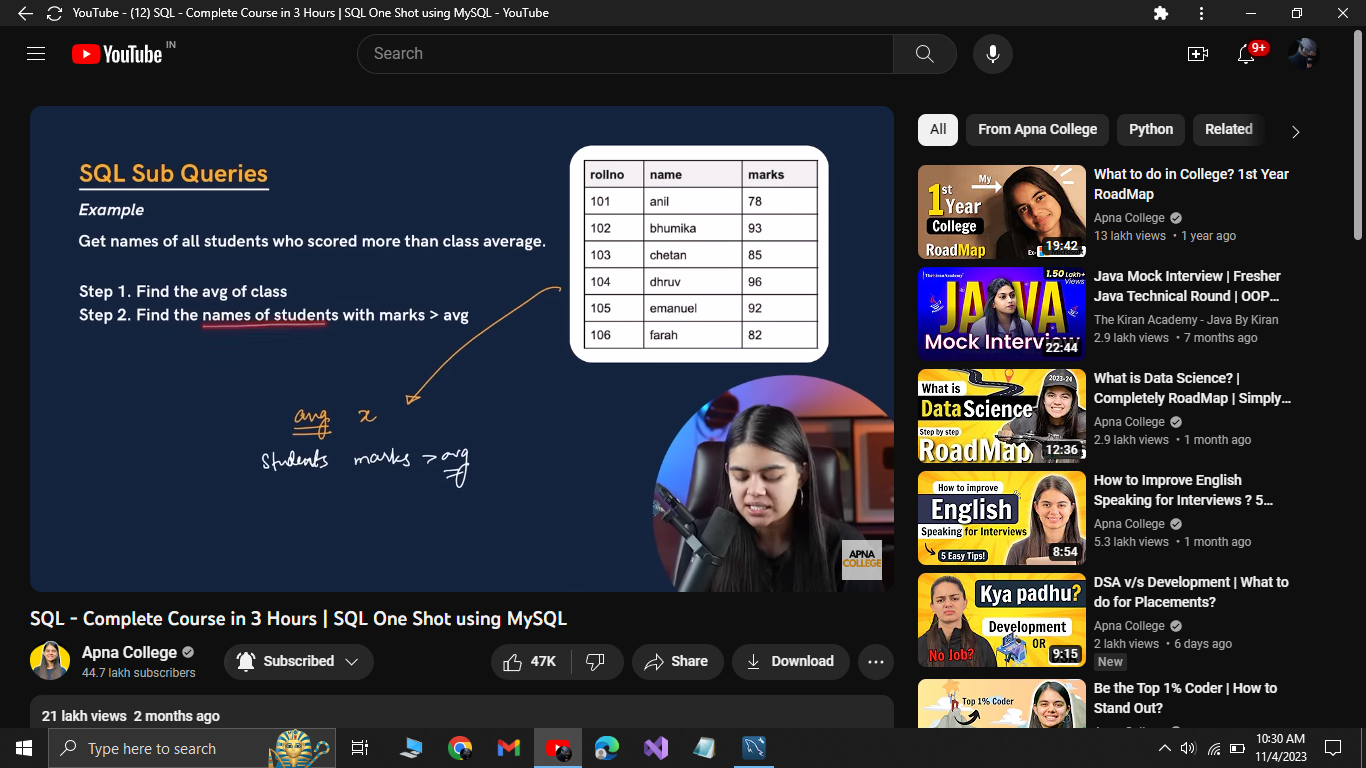 YouTube - (12) SQL - Complete Course in 3 Hours | SQL One Shot using MySQL - YouTube
YouTube IN
Search
9+
SQL Sub Queries
Example
Get names of all students who scored more than class average.
Step 1. Find the avg of class
Step 2. Find the names of students with marks > avg
rollno name marks
101 anil 78
102 bhumika 93
103 chetan 85
104 dhruv 96
105 emanuel 92
106 farah 82
avg x
students marks > avg
APNA
COLLEGE
SQL - Complete Course in 3 Hours | SQL One Shot using MySQL
Apna College
44.7 lakh subscribers
Subscribed
47K
Share
Download
21 lakh views 2 months ago
All
From Apna College
Python
Related
My
1st
Year
College
RoadMap
19:42
What to do in College? 1st Year
RoadMap
Apna College
13 lakh views • 1 year ago
The Kiran Academy
1.50 Lakh+
Views
JAVA
Mock Interview
22:44
Java Mock Interview | Fresher
Java Technical Round | OOP...
The Kiran Academy - Java By Kiran
2.9 lakh views • 7 months ago
2023-24
What is
Data Science?
Step by step
RoadMap
12:36
What is Data Science? |
Completely RoadMap | Simply...
Apna College
2.9 lakh views • 1 month ago
How to improve
English
Speaking for Interviews
5 Easy Tips!
8:54
How to Improve English
Speaking for Interviews ? 5...
Apna College
5.3 lakh views • 1 month ago
Kya padhu?
Development
OR
No Job?
9:15
DSA v/s Development | What to
do for Placements?
Apna College
2 lakh views • 6 days ago
New
Top 1% Coder
Be the Top 1% Coder | How to
Stand Out?
Type here to search
10:30 AM
11/4/2023